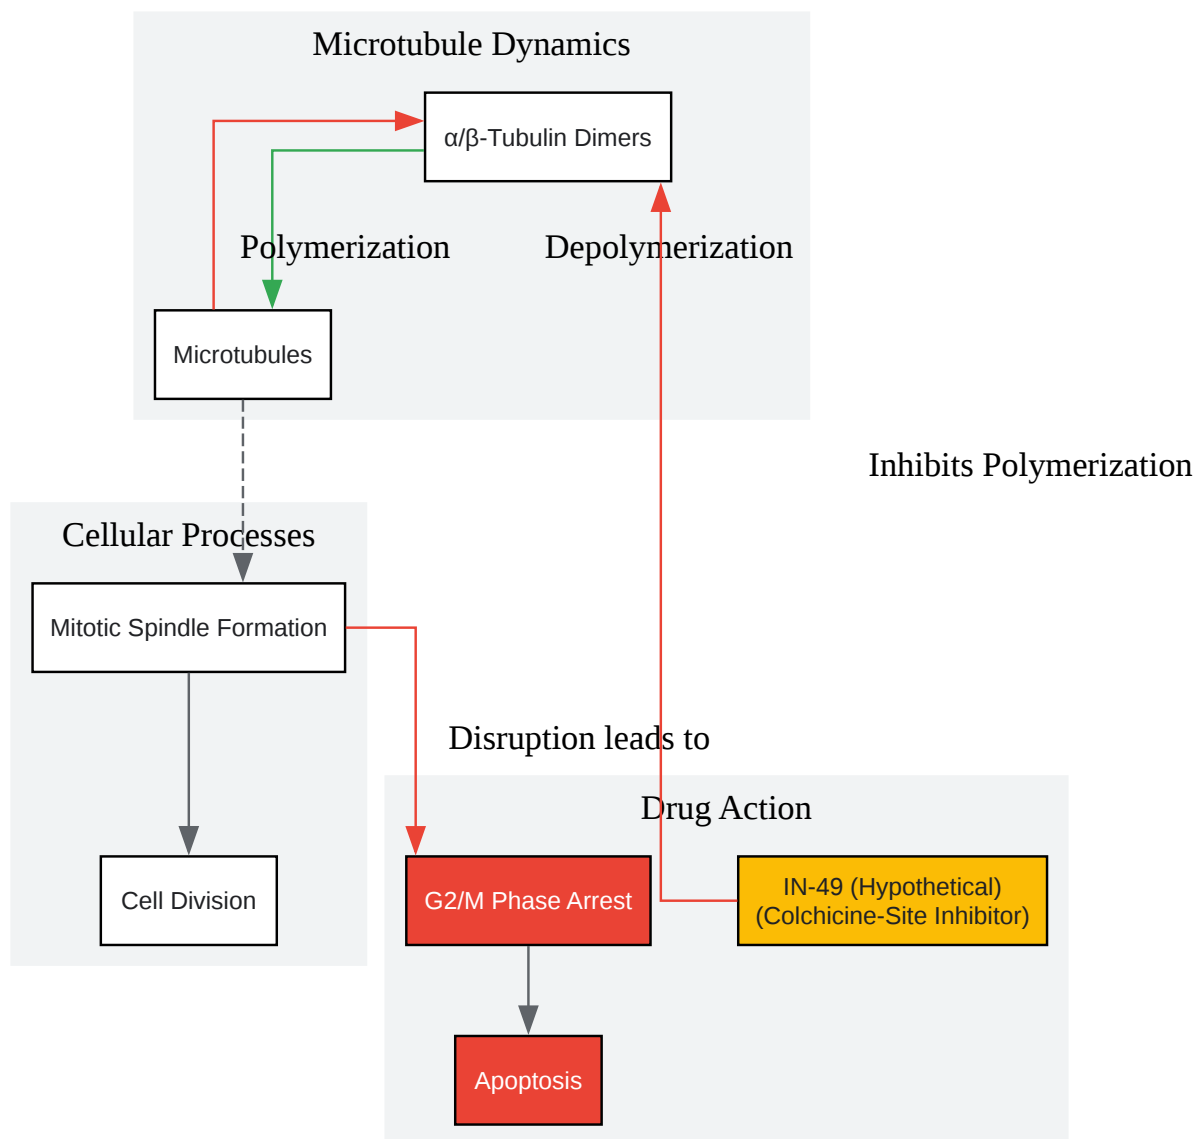 Microtubule Dynamics
α/β-Tubulin Dimers
Polymerization
Depolymerization
Microtubules
Inhibits Polymerization
Cellular Processes
Mitotic Spindle Formation
Disruption leads to
Drug Action
Cell Division
G2/M Phase Arrest
IN-49 (Hypothetical)
(Colchicine-Site Inhibitor)
Apoptosis